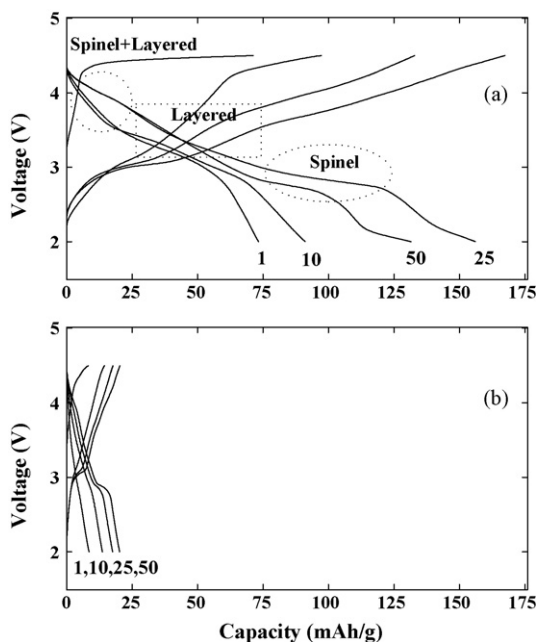 5
Spinel+Layered
(a)
4
Layered
Voltage (V)
3
Spinel
2
1 10 50 25
0 25 50 75 100 125 150 175
5
(b)
4
Voltage (V)
3
2
1,10,25,50
0 25 50 75 100 125 150 175
Capacity (mAh/g)